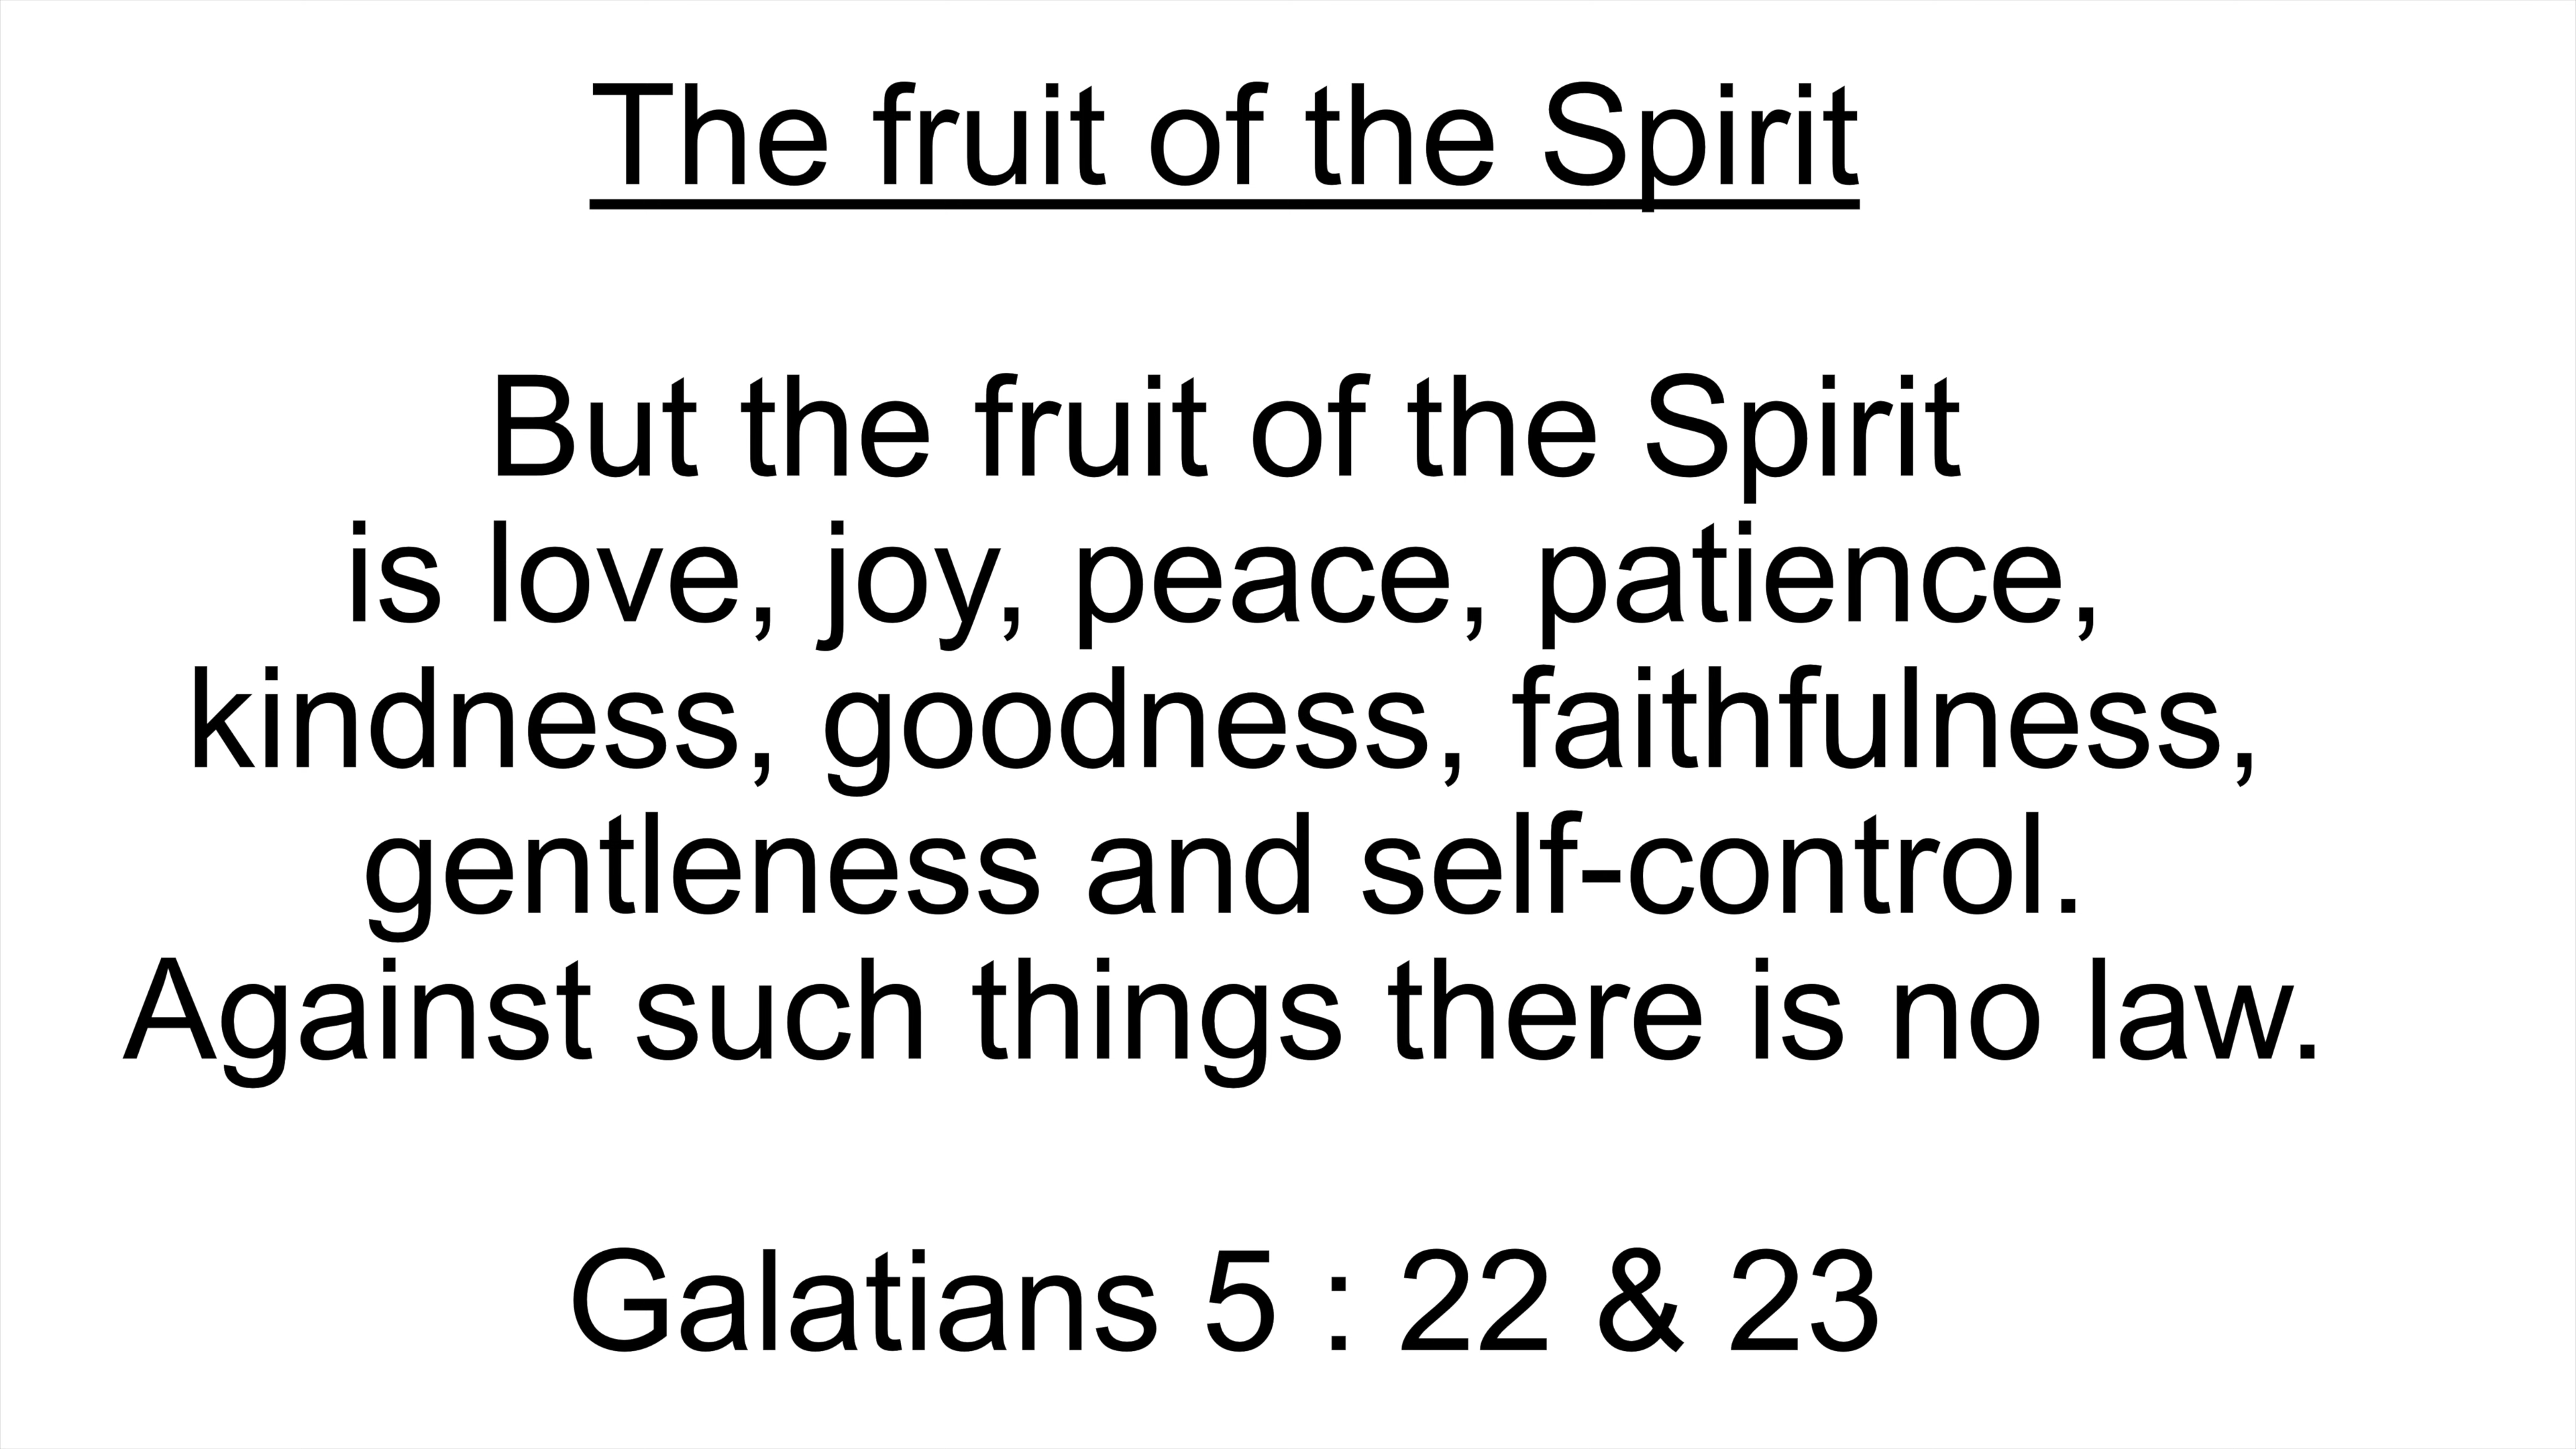 The fruit of the Spirit
But the fruit of the Spirit
is love, joy, peace, patience,
kindness, goodness, faithfulness,
gentleness and self-control.
Against such things there is no law.
Galatians 5 : 22 & 23